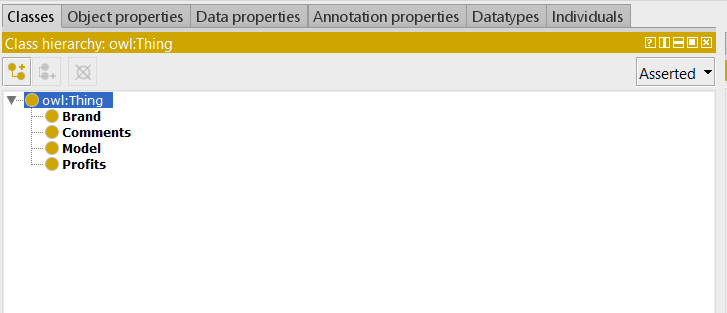 Classes Object properties Data properties Annotation properties Datatypes Individuals
Class hierarchy: owl:Thing
Asserted
owl:Thing
Brand
Comments
Model
Profits